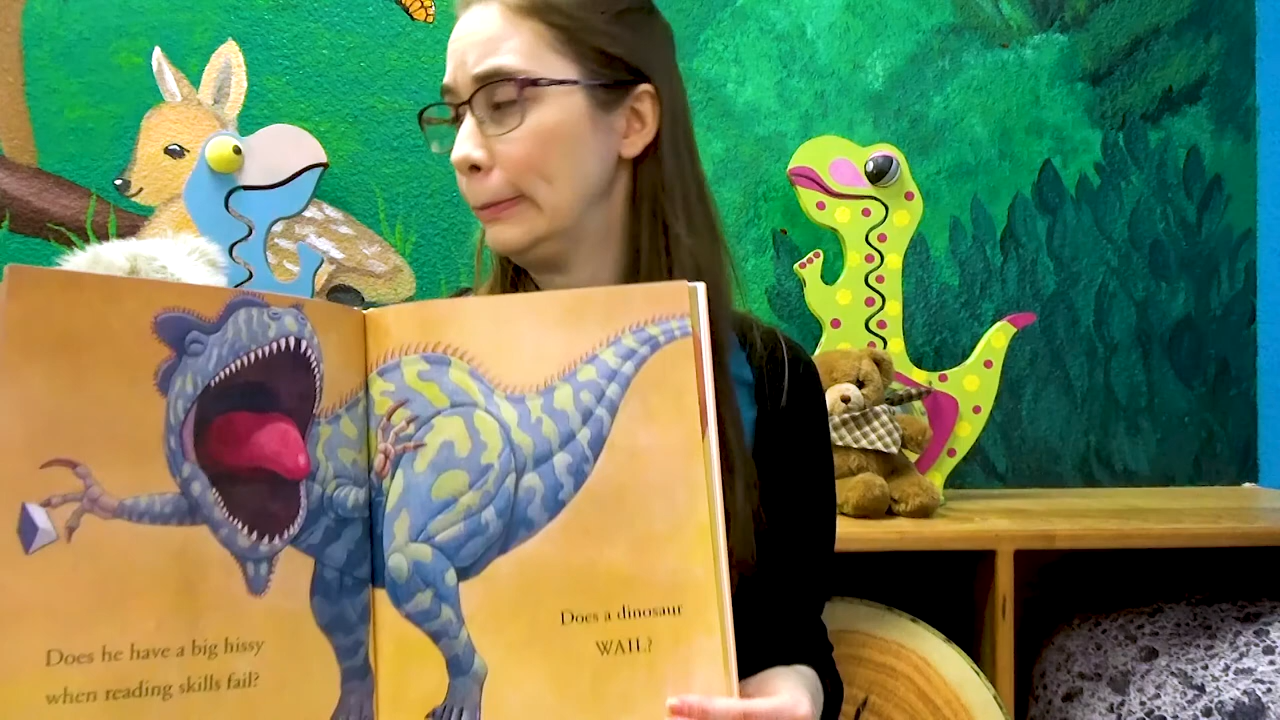 Does he have a big hissy
when reading skills fail?
Does a dinosaur
WAIL?